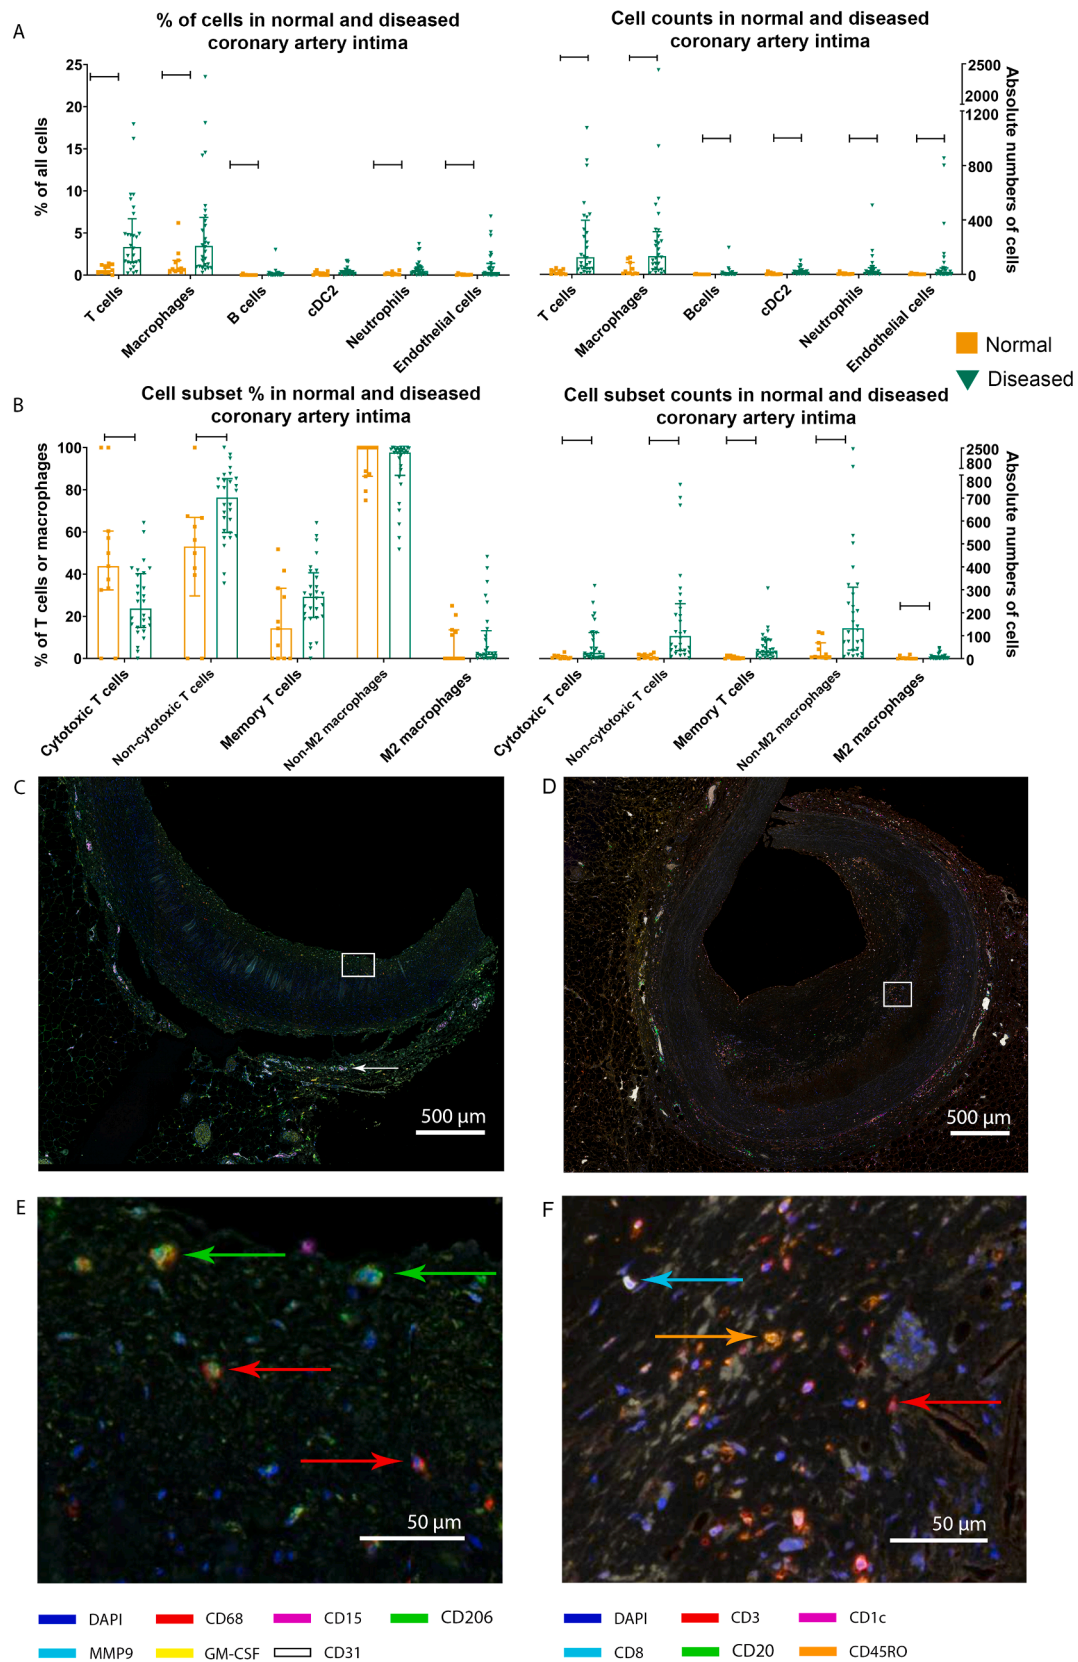 A
% of cells in normal and diseased
coronary artery intima
% of all cells
25
20
15
10
5
0
T cells
Macrophages
B cells
cDC2
Neutrophils
Endothelial cells
Cell counts in normal and diseased
coronary artery intima
Absolute numbers of cells
2500
2000
1200
800
400
0
T cells
Macrophages
Bcells
cDC2
Neutrophils
Endothelial cells
Normal
Diseased
B
Cell subset % in normal and diseased
coronary artery intima
% of T cells or macrophages
100
80
60
40
20
0
Cytotoxic T cells
Non-cytotoxic T cells
Memory T cells
Non-M2 macrophages
M2 macrophages
Cell subset counts in normal and diseased
coronary artery intima
Absolute numbers of cells
2500
800
800
700
600
500
400
300
200
100
0
Cytotoxic T cells
Non-cytotoxic T cells
Memory T cells
Non-M2 macrophages
M2 macrophages
C
500 µm
D
500 µm
E
50 µm
F
50 µm
DAPI CD68 CD15 CD206
MMP9 GM-CSF CD31
DAPI CD3 CD1c
CD8 CD20 CD45RO